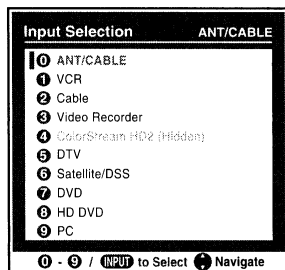 Input Selection ANT/CABLE
0 ANT/CABLE
1 VCR
2 Cable
3 Video Recorder
4 ColorStream HD2 (Hidden)
5 DTV
6 Satellite/DSS
7 DVD
8 HD DVD
9 PC
0 - 9 / INPUT to Select Navigate